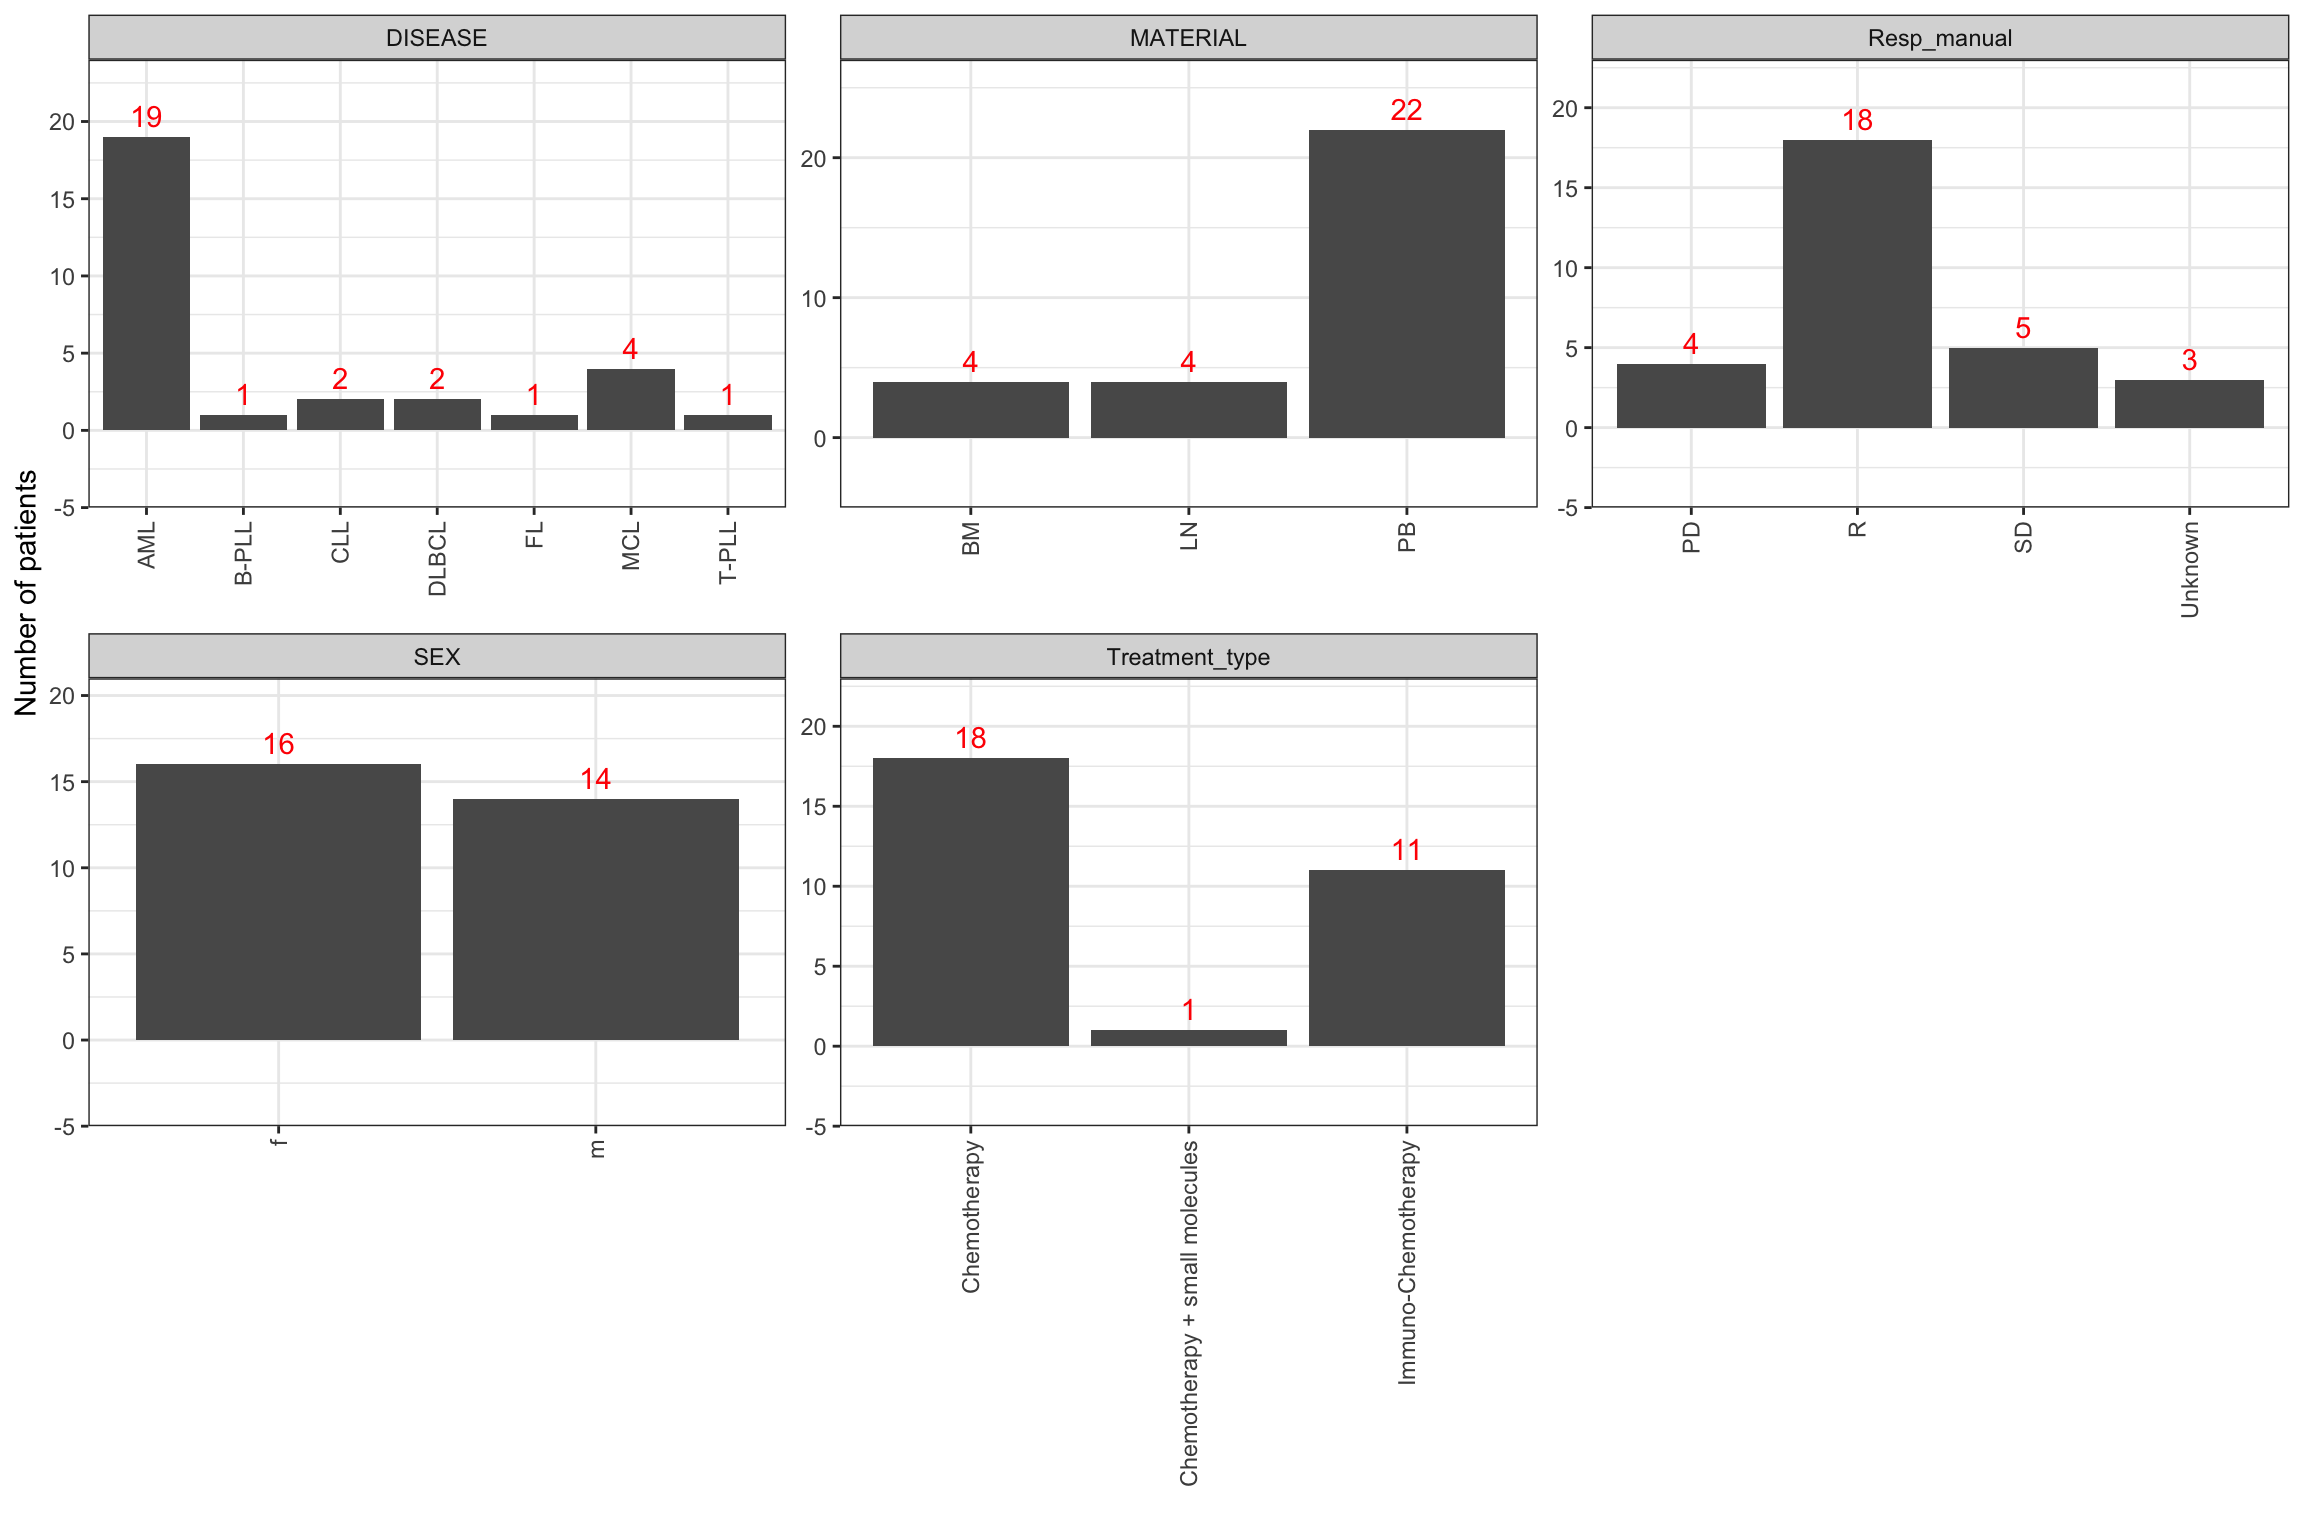 Number of patients
DISEASE
19
1
2
2
1
4
1
20
15
10
5
0
-5
AML
B-PLL
CLL
DLBCL
FL
MCL
T-PLL
MATERIAL
4
4
22
20
10
0
BM
LN
PB
Resp_manual
4
18
5
3
20
15
10
5
0
-5
PD
R
SD
Unknown
SEX
16
14
20
15
10
5
0
-5
f
m
Treatment_type
18
1
11
20
15
10
5
0
-5
Chemotherapy
Chemotherapy + small molecules
Immuno-Chemotherapy